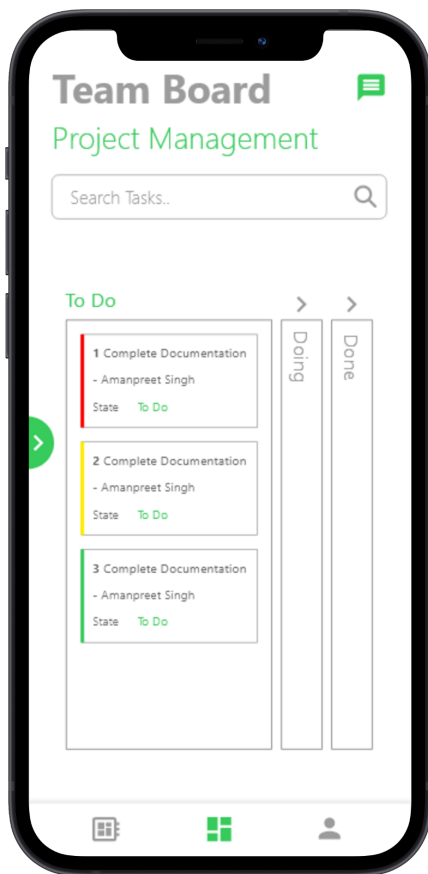 Team Board
Project Management
Search Tasks..
To Do
1 Complete Documentation
- Amanpreet Singh
State To Do
2 Complete Documentation
- Amanpreet Singh
State To Do
3 Complete Documentation
- Amanpreet Singh
State To Do
Doing
Done